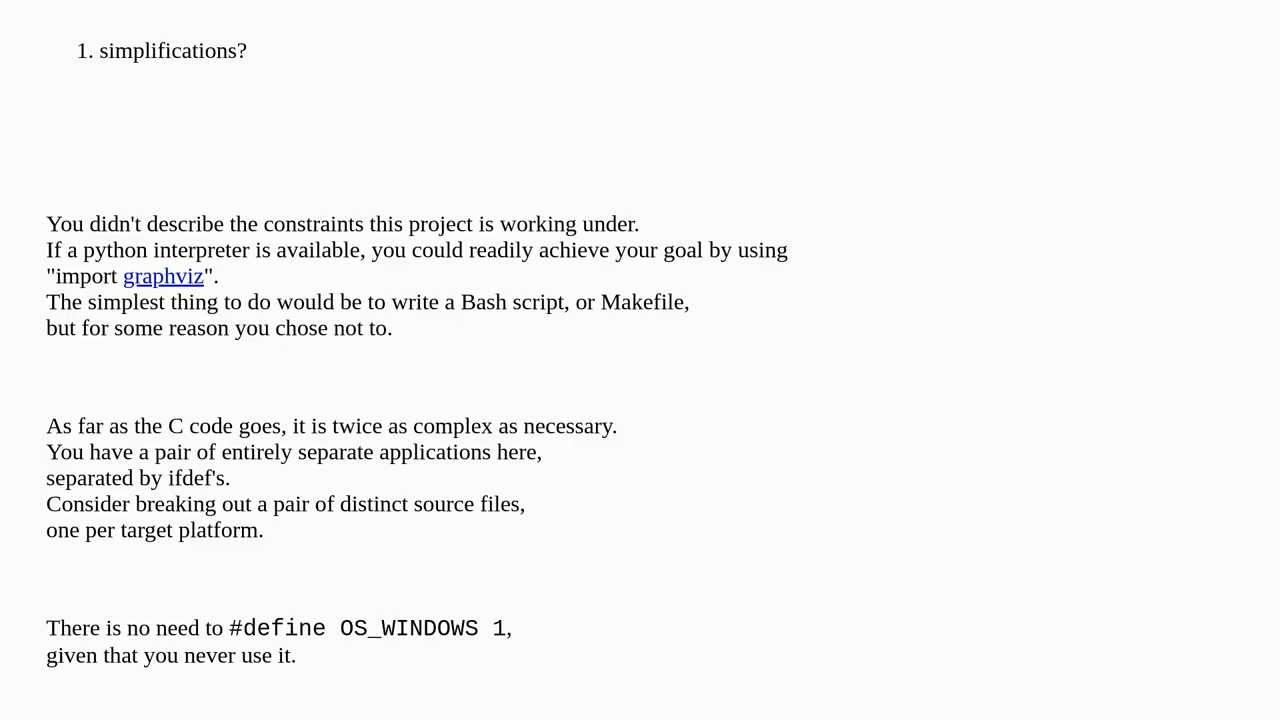 1. simplifications?
You didn't describe the constraints this project is working under.
If a python interpreter is available, you could readily achieve your goal by using
"import graphviz".
The simplest thing to do would be to write a Bash script, or Makefile,
but for some reason you chose not to.
As far as the C code goes, it is twice as complex as necessary.
You have a pair of entirely separate applications here,
separated by ifdef's.
Consider breaking out a pair of distinct source files,
one per target platform.
There is no need to #define OS_WINDOWS 1,
given that you never use it.